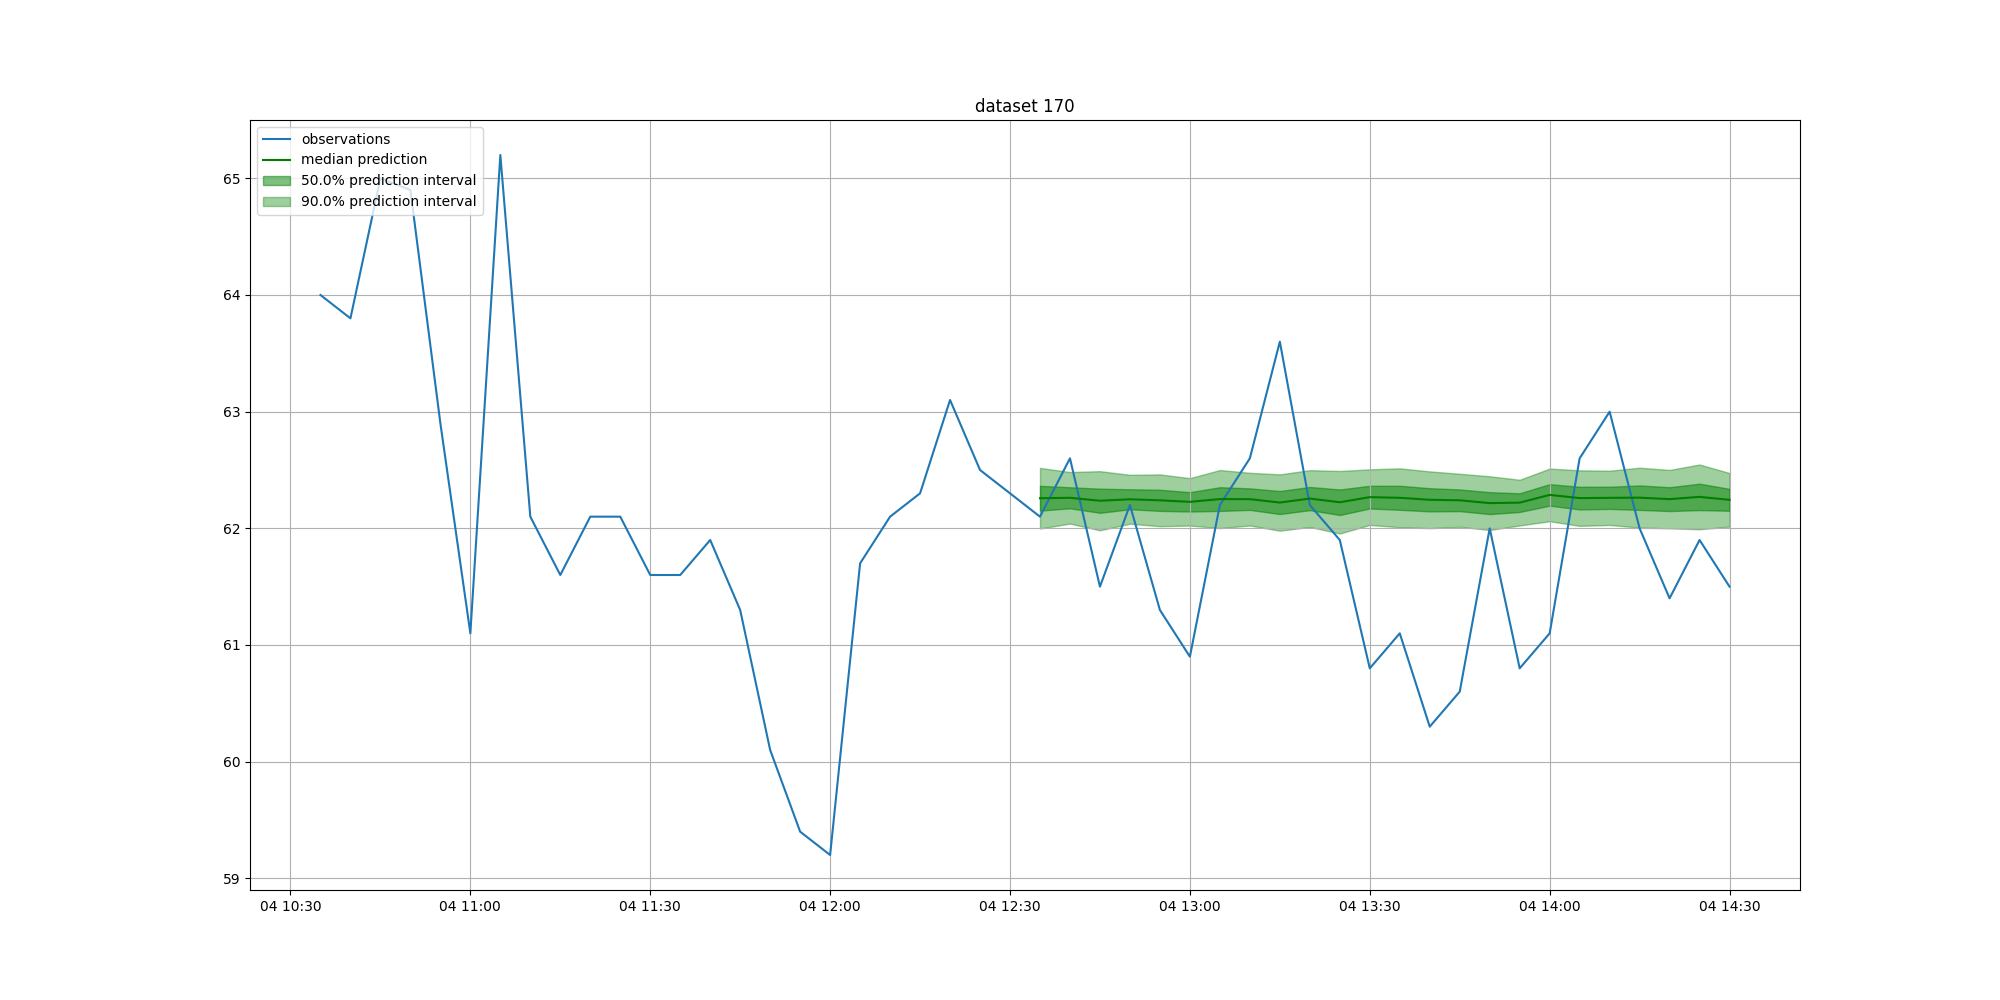 dataset 170
observations
median prediction
50.0% prediction interval
90.0% prediction interval
65
64
63
62
61
60
59
04 10:30 04 11:00 04 11:30 04 12:00 04 12:30 04 13:00 04 13:30 04 14:00 04 14:30